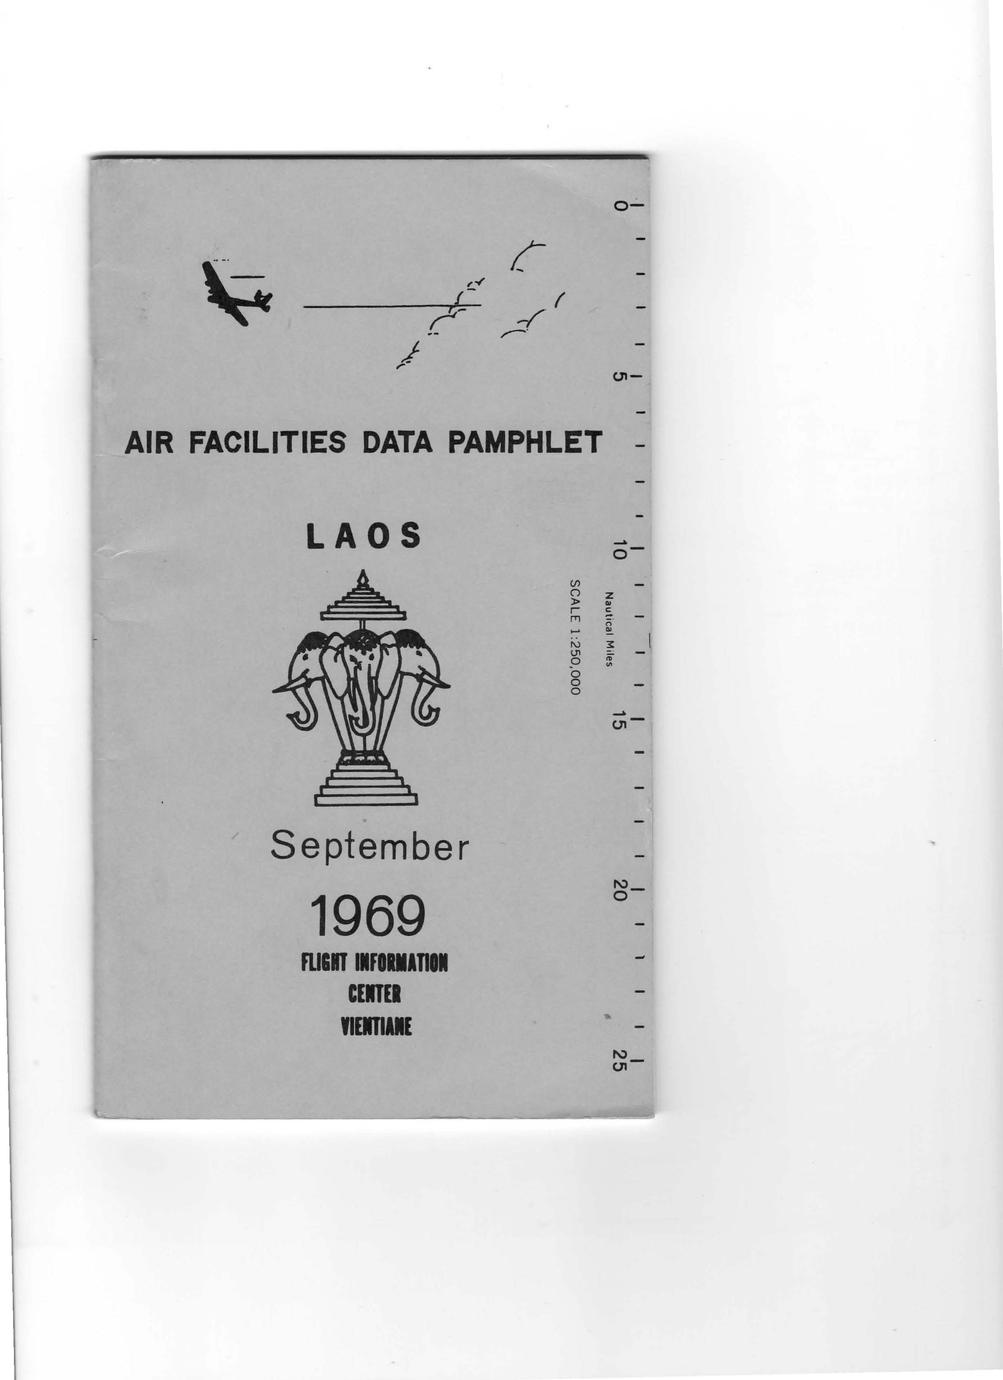 AIR FACILITIES DATA PAMPHLET
LAOS
September
1969
FLIGHT INFORMATION
CENTER
VIENTIANE
SCALE 1:250,000
Nautical Miles
0
5
10
15
20
25